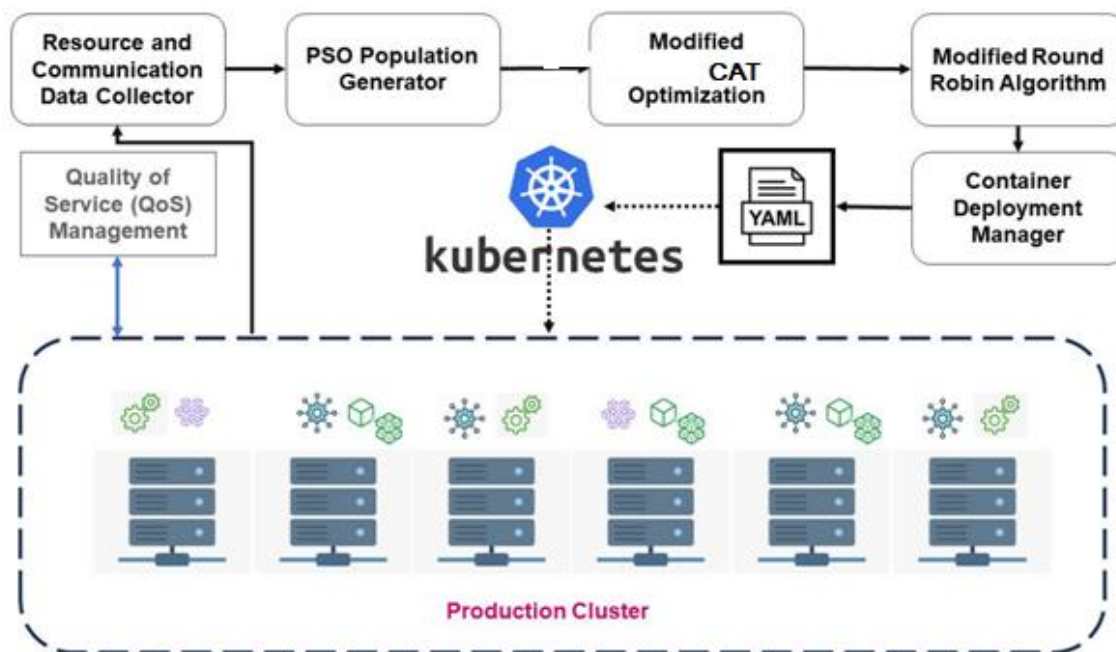 Resource and
Communication
Data Collector
PSO Population
Generator
Modified
CAT
Optimization
Modified Round
Robin Algorithm
Quality of
Service (QoS)
Management
kubernetes
YAML
Container
Deployment
Manager
Production Cluster